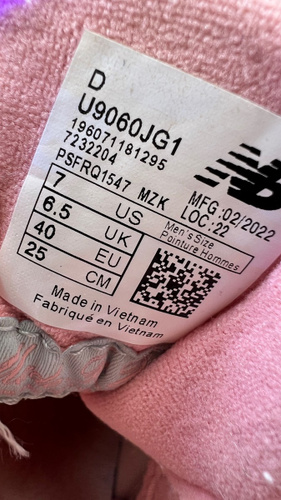 D
U9060JG1
196071181295
7232204
PSFRQ1547 MZK
MFG:02/2022
LOC:22
7 US
6.5 UK
40 EU
25 CM
Men's Size
Pointure Hommes
Made in Vietnam
Fabriqué en Vietnam